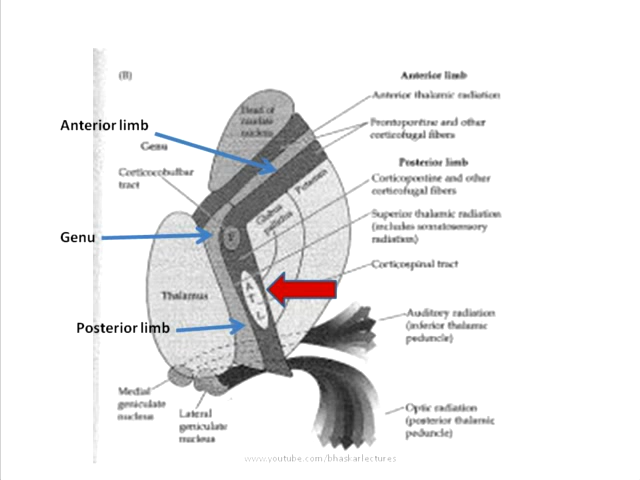 (B)
Anterior limb
Anterior thalamic radiation
Head of
caudate
nucleus
Frontopontine and other
corticofugal fibers
Anterior limb
Genu
Posterior limb
Corticobulbar
tract
Putamen
Corticopontine and other
corticofugal fibers
Globus
pallidus
Superior thalamic radiation
(includes somatosensory
radiation)
Genu
F
Corticospinal tract
A
T
L
Thalamus
Auditory radiation
(inferior thalamic
peduncle)
Posterior limb
Medial
geniculate
nucleus
Lateral
geniculate
nucleus
Optic radiation
(posterior thalamic
peduncle)
www.youtube.com/bhaskarlectures